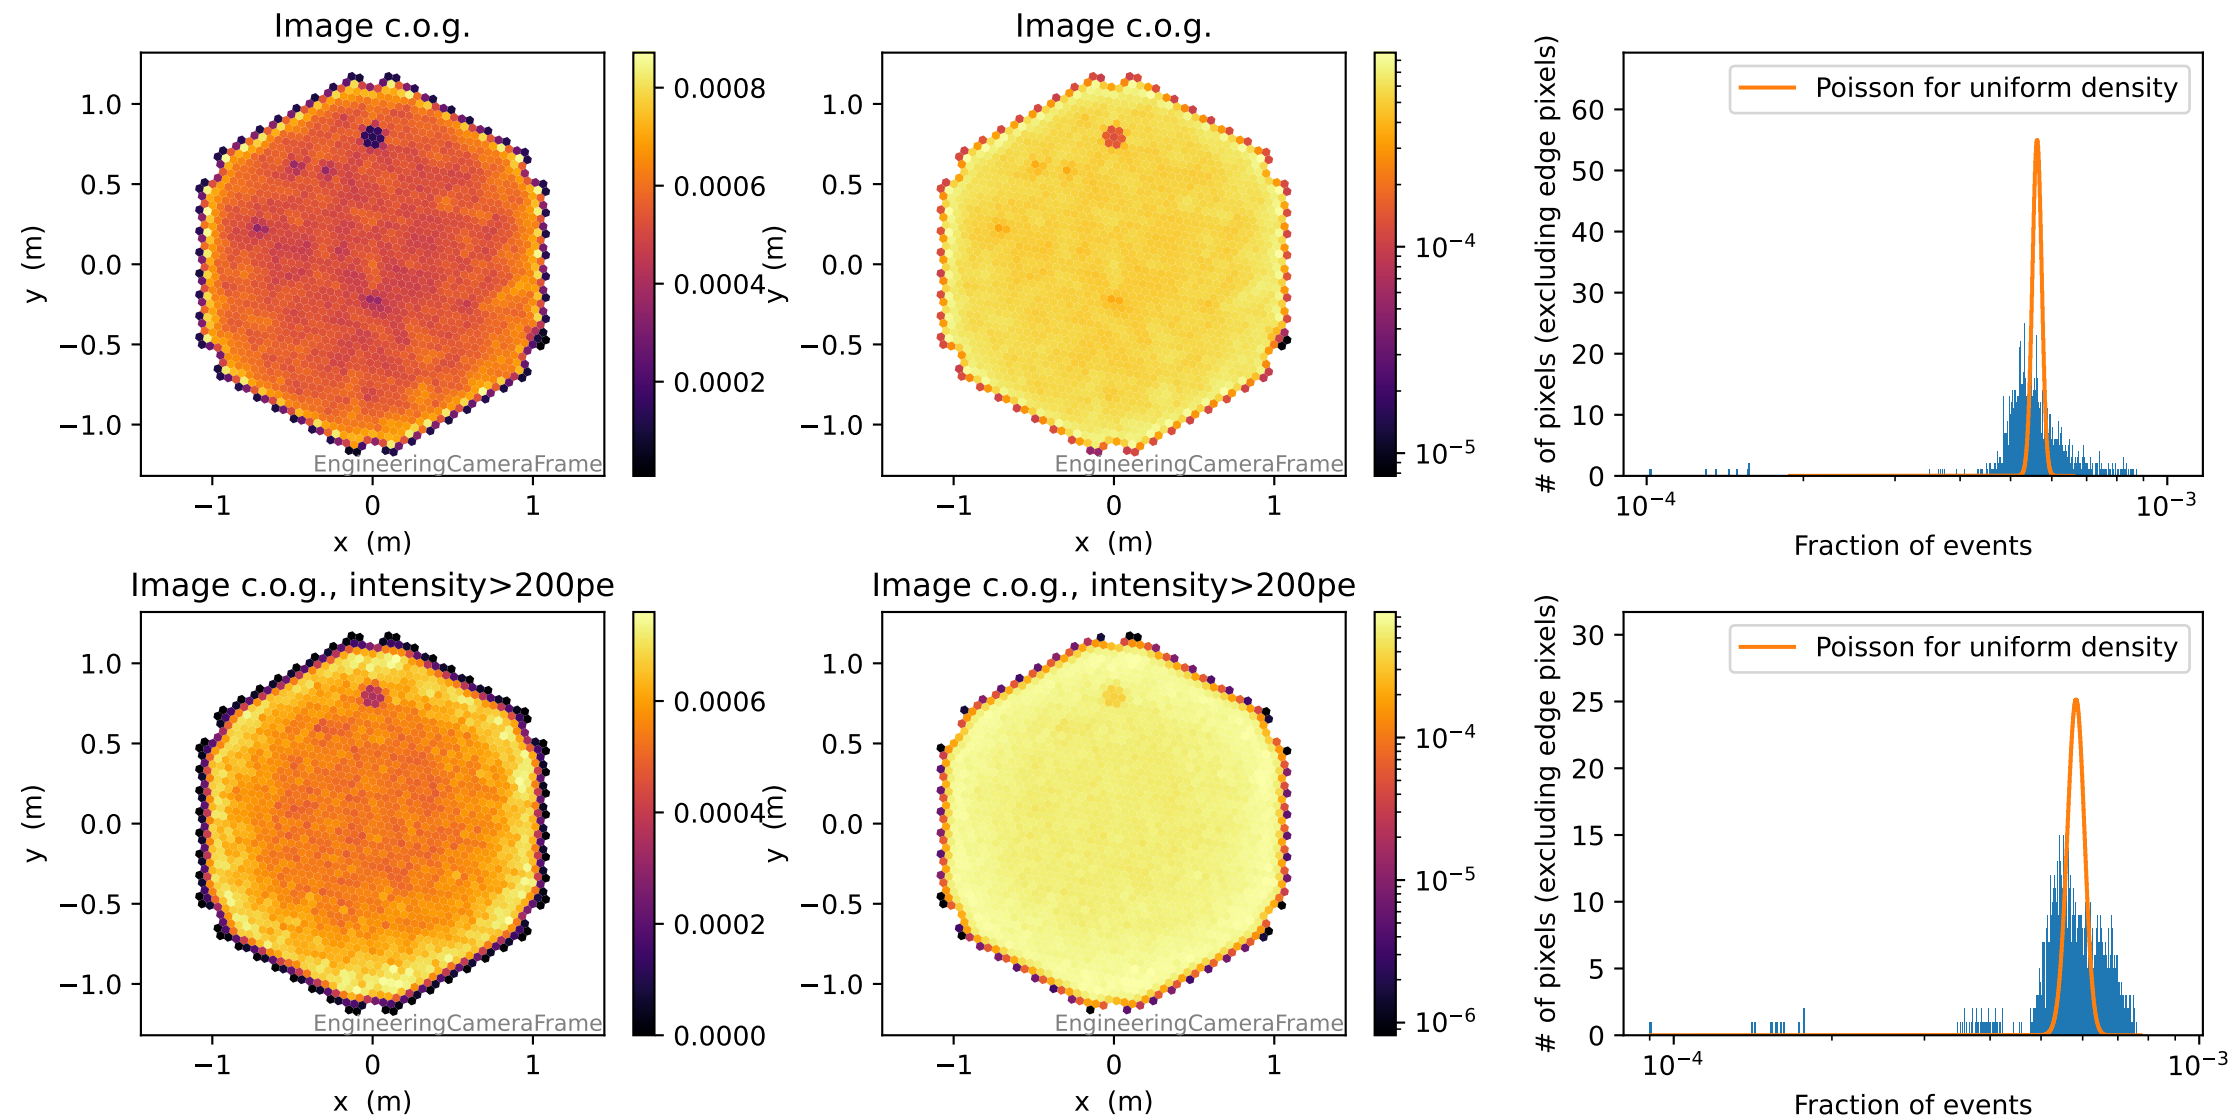 Image c.o.g.
1.0
0.5
0.0
−0.5
−1.0
y (m)
−1
0
1
x (m)
EngineeringCameraFrame
0.0008
0.0006
0.0004
0.0002
Image c.o.g.
1.0
0.5
0.0
−0.5
−1.0
y (m)
−1
0
1
x (m)
EngineeringCameraFrame
10⁻⁴
10⁻⁵
# of pixels (excluding edge pixels)
60
50
40
30
20
10
0
Poisson for uniform density
10⁻⁴
10⁻³
Fraction of events
Image c.o.g., intensity>200pe
1.0
0.5
0.0
−0.5
−1.0
y (m)
−1
0
1
x (m)
EngineeringCameraFrame
0.0006
0.0004
0.0002
0.0000
Image c.o.g., intensity>200pe
1.0
0.5
0.0
−0.5
−1.0
y (m)
−1
0
1
x (m)
EngineeringCameraFrame
10⁻⁴
10⁻⁵
10⁻⁶
# of pixels (excluding edge pixels)
30
25
20
15
10
5
0
Poisson for uniform density
10⁻⁴
10⁻³
Fraction of events